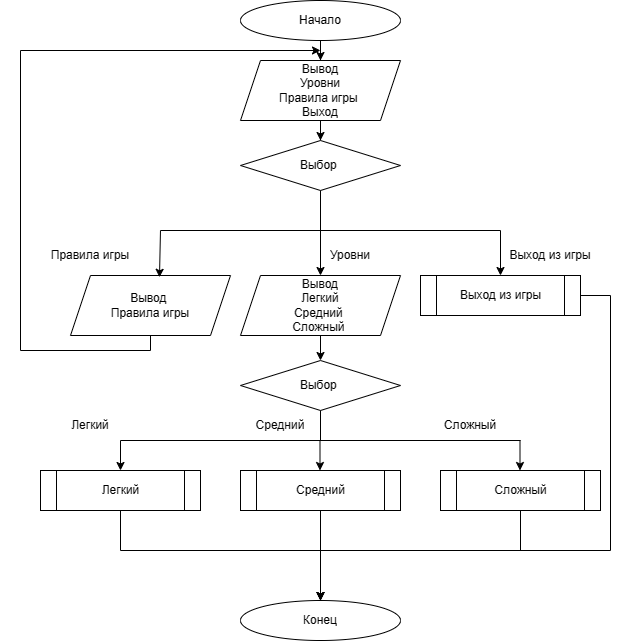 Начало
Вывод
Уровни
Правила игры
Выход
Выбор
Правила игры
Уровни
Выход из игры
Вывод
Правила игры
Вывод
Легкий
Средний
Сложный
Выход из игры
Выбор
Легкий
Средний
Сложный
Легкий
Средний
Сложный
Конец